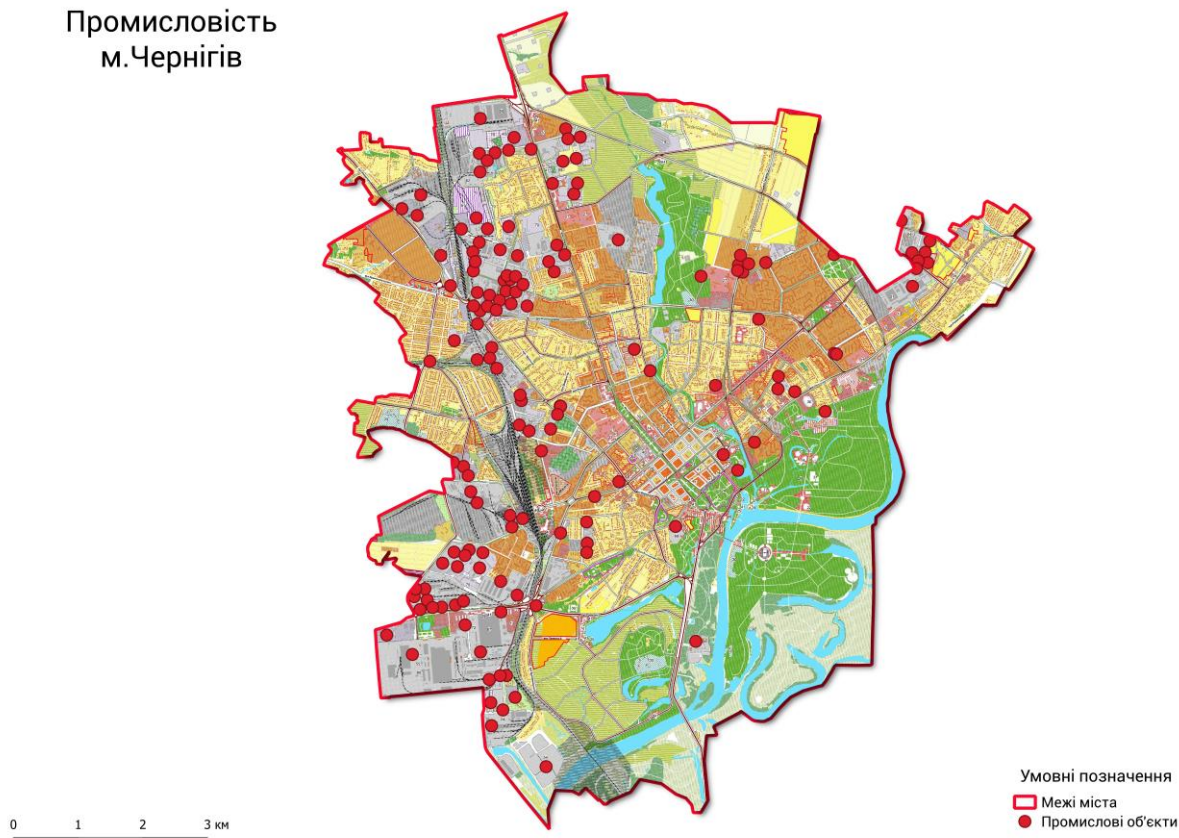 Промисловість
м.Чернігів
0 1 2 3 км
Умовні позначення
Межі міста
Промислові об'єкти